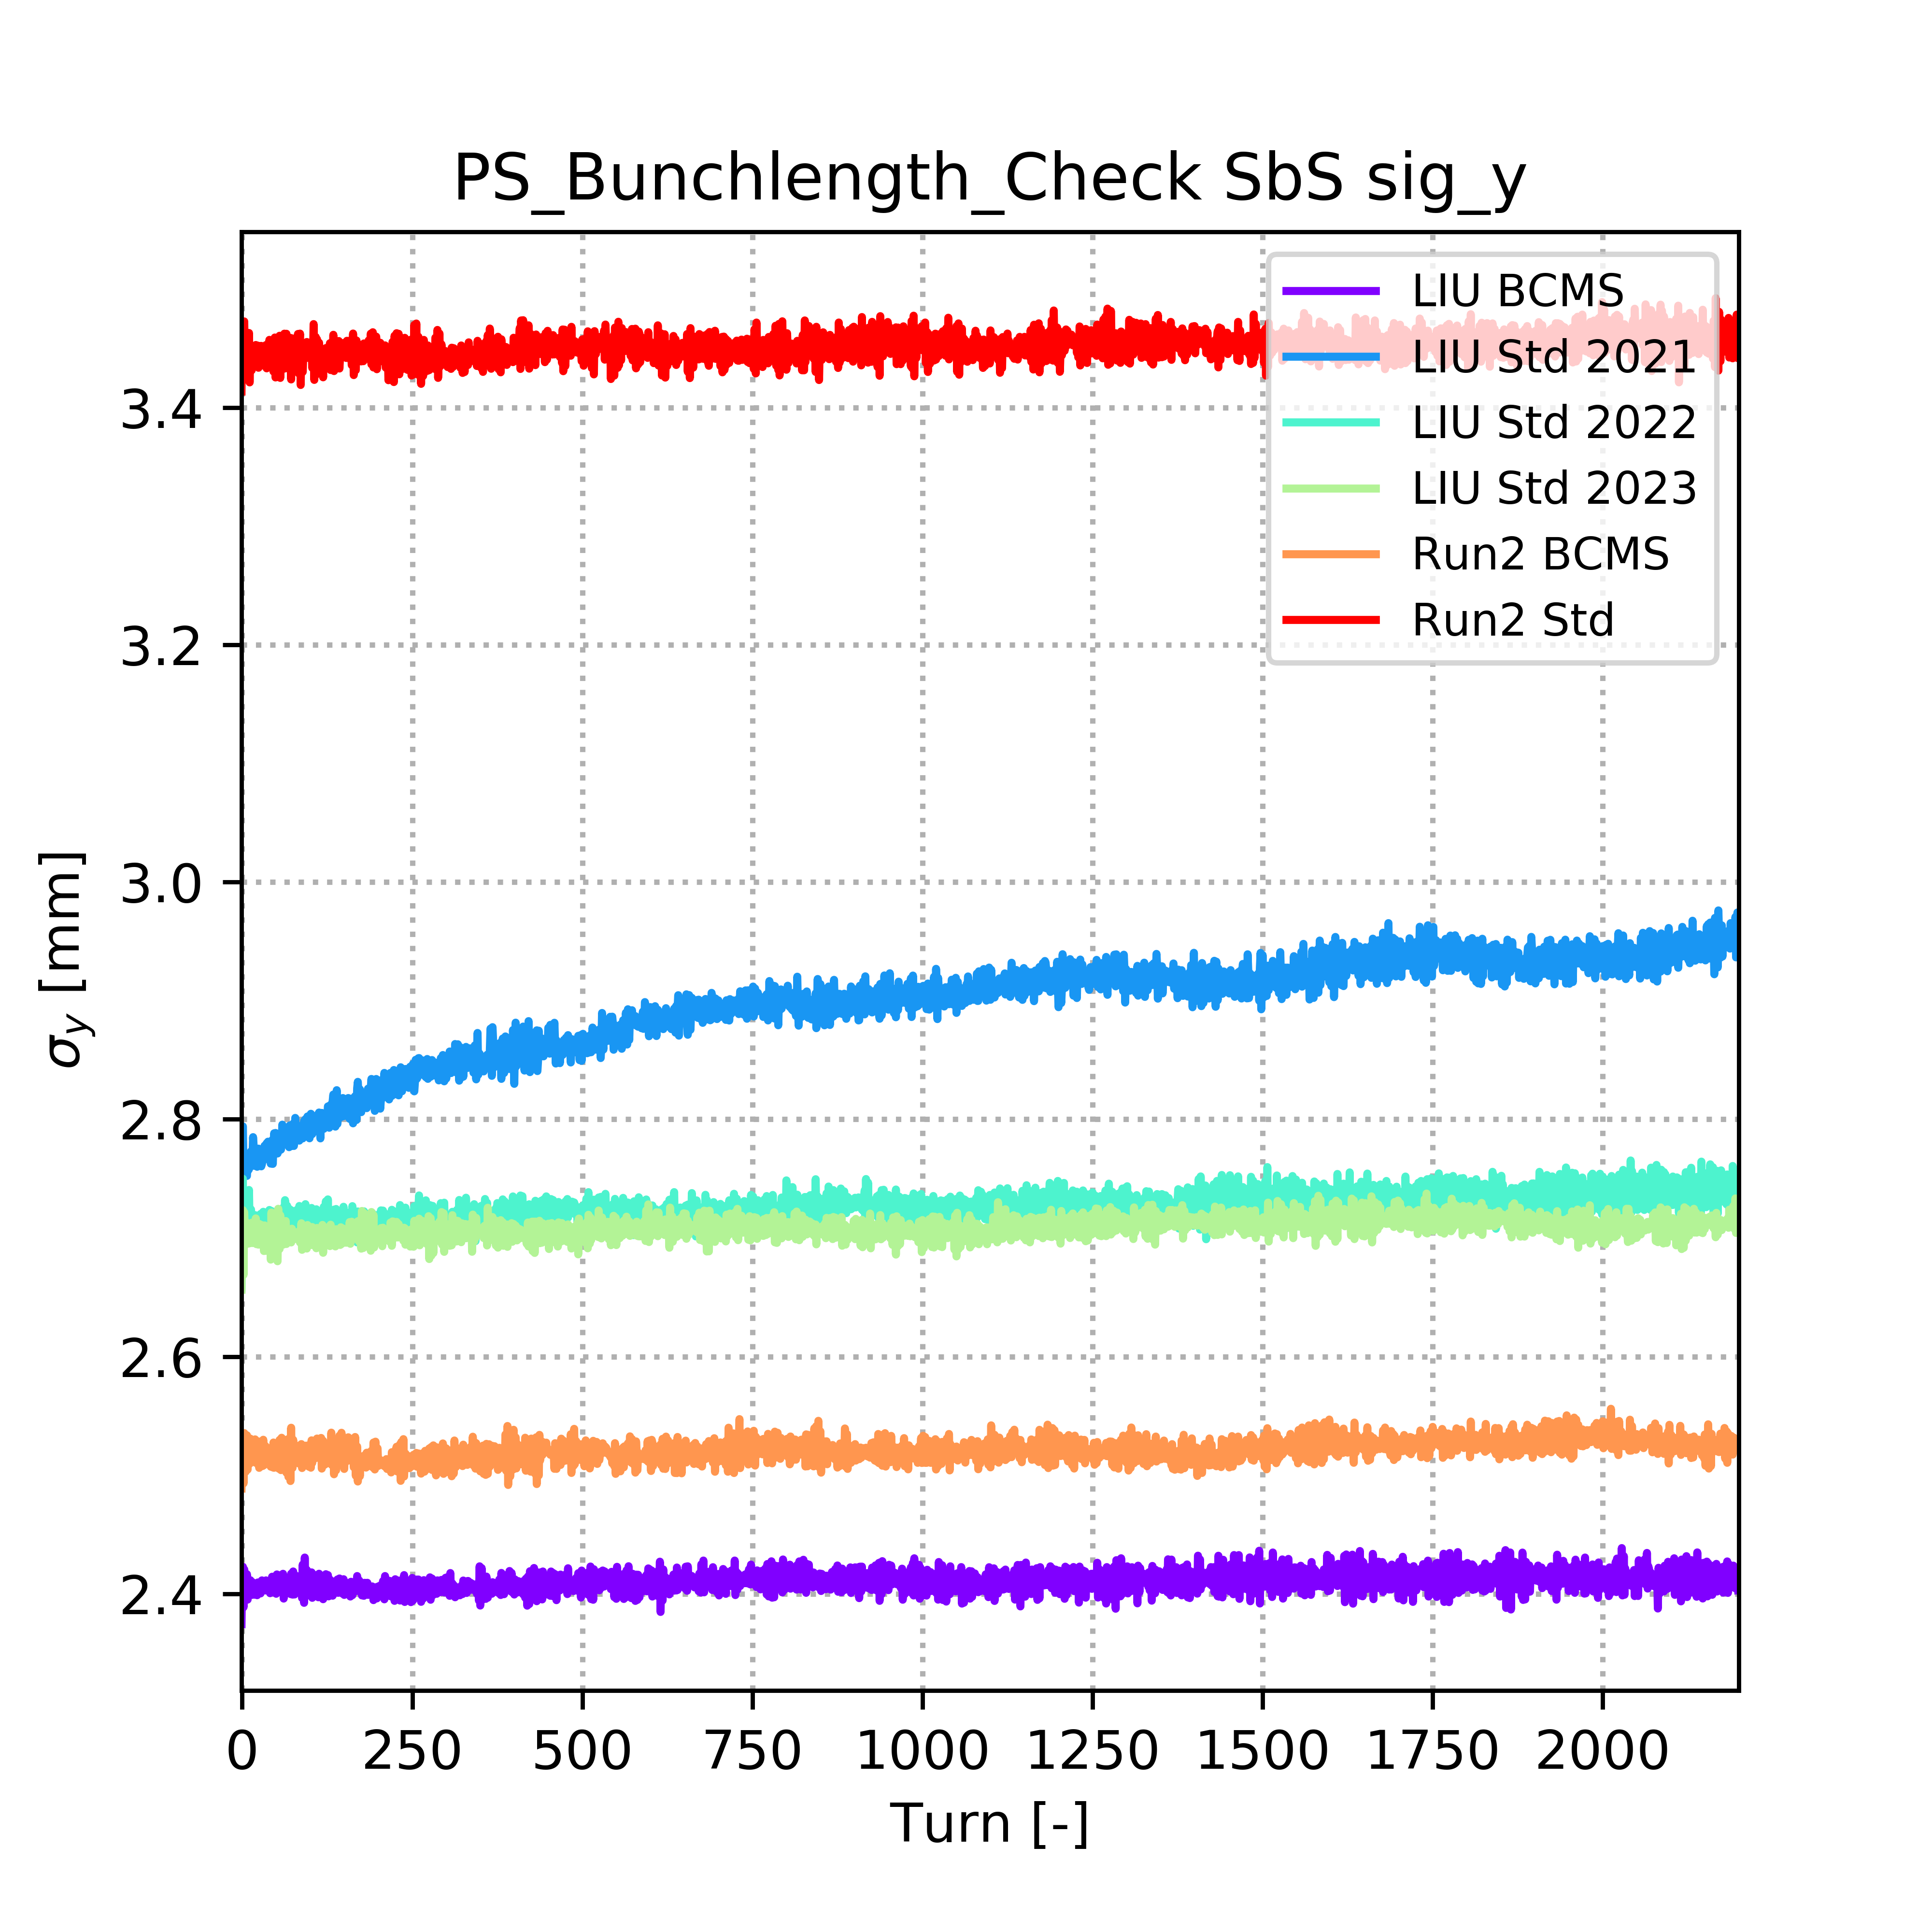 PS_Bunchlength_Check SbS sig_y
LIU BCMS
LIU Std 2021
LIU Std 2022
LIU Std 2023
Run2 BCMS
Run2 Std
3.4
3.2
3.0
2.8
2.6
2.4
σy [mm]
0 250 500 750 1000 1250 1500 1750 2000
Turn [-]